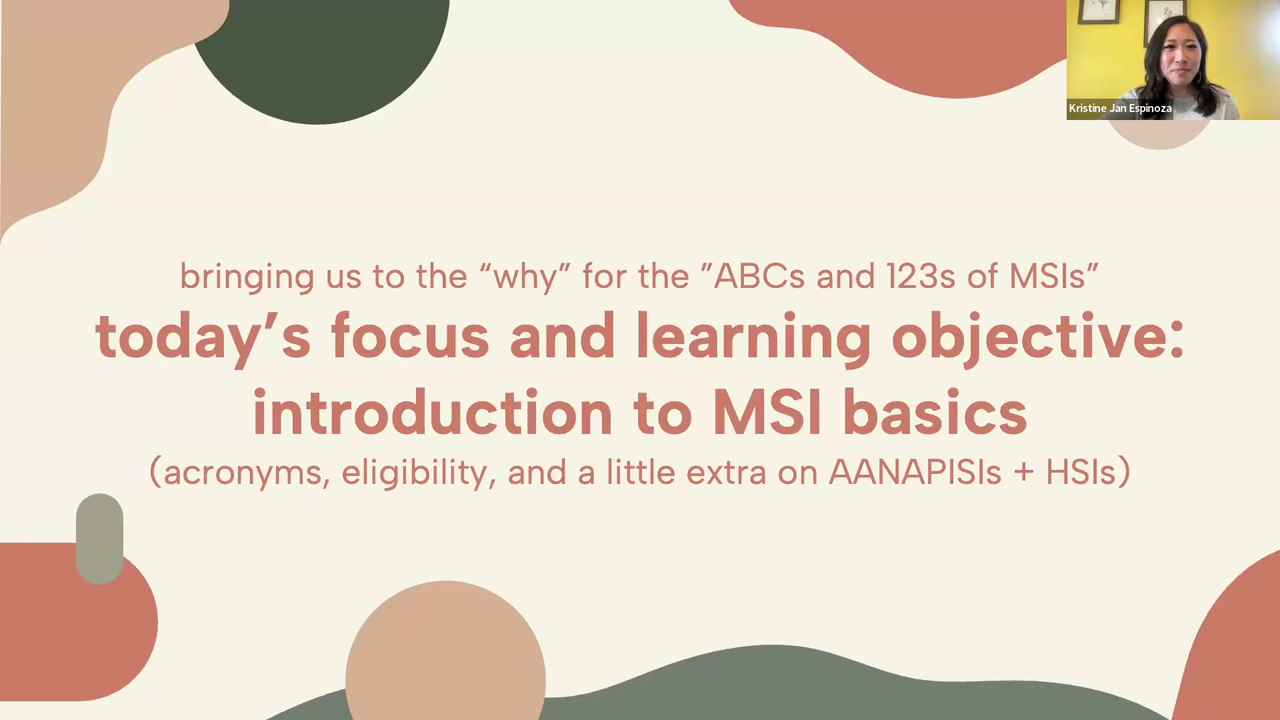 Kristine Jan Espinoza
bringing us to the “why” for the ”ABCs and 123s of MSIs”
today’s focus and learning objective:
introduction to MSI basics
(acronyms, eligibility, and a little extra on AANAPISIs + HSIs)